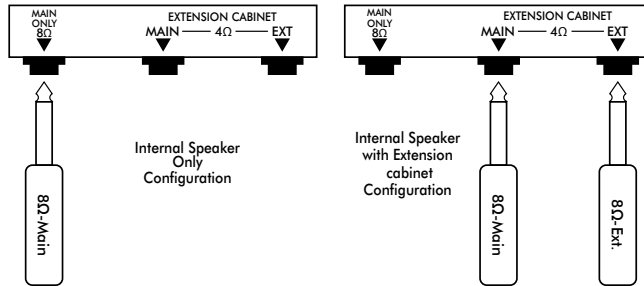 MAIN
ONLY
8Ω
EXTENSION CABINET
MAIN 4Ω EXT
Internal Speaker
Only
Configuration
8Ω-Main
MAIN
ONLY
8Ω
EXTENSION CABINET
MAIN 4Ω EXT
Internal Speaker
with Extension
cabinet
Configuration
8Ω-Main
8Ω-Ext.